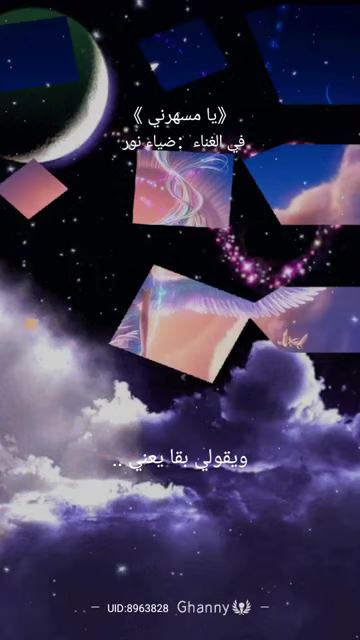 《 يا مسهرني 》
في الغناء : ضياء نور
ويقولي بقا يعني ..
— UID:8963828 Ghanny —